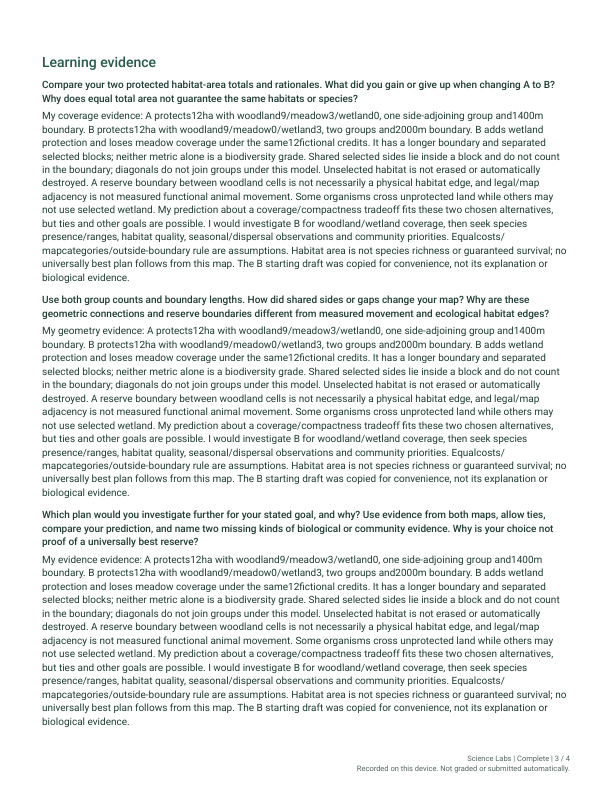 Learning evidence
Compare your two protected habitat-area totals and rationales. What did you gain or give up when changing A to B?
Why does equal total area not guarantee the same habitats or species?
My coverage evidence: A protects12ha with woodland9/meadow3/wetland0, one side-adjoining group and1400m
boundary. B protects12ha with woodland9/meadow0/wetland3, two groups and2000m boundary. B adds wetland
protection and loses meadow coverage under the same12fictional credits. It has a longer boundary and separated
selected blocks; neither metric alone is a biodiversity grade. Shared selected sides lie inside a block and do not count
in the boundary; diagonals do not join groups under this model. Unselected habitat is not erased or automatically
destroyed. A reserve boundary between woodland cells is not necessarily a physical habitat edge, and legal/map
adjacency is not measured functional animal movement. Some organisms cross unprotected land while others may
not use selected wetland. My prediction about a coverage/compactness tradeoff fits these two chosen alternatives,
but ties and other goals are possible. I would investigate B for woodland/wetland coverage, then seek species
presence/ranges, habitat quality, seasonal/dispersal observations and community priorities. Equalcosts/
mapcategories/outside-boundary rule are assumptions. Habitat area is not species richness or guaranteed survival; no
universally best plan follows from this map. The B starting draft was copied for convenience, not its explanation or
biological evidence.
Use both group counts and boundary lengths. How did shared sides or gaps change your map? Why are these
geometric connections and reserve boundaries different from measured movement and ecological habitat edges?
My geometry evidence: A protects12ha with woodland9/meadow3/wetland0, one side-adjoining group and1400m
boundary. B protects12ha with woodland9/meadow0/wetland3, two groups and2000m boundary. B adds wetland
protection and loses meadow coverage under the same12fictional credits. It has a longer boundary and separated
selected blocks; neither metric alone is a biodiversity grade. Shared selected sides lie inside a block and do not count
in the boundary; diagonals do not join groups under this model. Unselected habitat is not erased or automatically
destroyed. A reserve boundary between woodland cells is not necessarily a physical habitat edge, and legal/map
adjacency is not measured functional animal movement. Some organisms cross unprotected land while others may
not use selected wetland. My prediction about a coverage/compactness tradeoff fits these two chosen alternatives,
but ties and other goals are possible. I would investigate B for woodland/wetland coverage, then seek species
presence/ranges, habitat quality, seasonal/dispersal observations and community priorities. Equalcosts/
mapcategories/outside-boundary rule are assumptions. Habitat area is not species richness or guaranteed survival; no
universally best plan follows from this map. The B starting draft was copied for convenience, not its explanation or
biological evidence.
Which plan would you investigate further for your stated goal, and why? Use evidence from both maps, allow ties,
compare your prediction, and name two missing kinds of biological or community evidence. Why is your choice not
proof of a universally best reserve?
My evidence evidence: A protects12ha with woodland9/meadow3/wetland0, one side-adjoining group and1400m
boundary. B protects12ha with woodland9/meadow0/wetland3, two groups and2000m boundary. B adds wetland
protection and loses meadow coverage under the same12fictional credits. It has a longer boundary and separated
selected blocks; neither metric alone is a biodiversity grade. Shared selected sides lie inside a block and do not count
in the boundary; diagonals do not join groups under this model. Unselected habitat is not erased or automatically
destroyed. A reserve boundary between woodland cells is not necessarily a physical habitat edge, and legal/map
adjacency is not measured functional animal movement. Some organisms cross unprotected land while others may
not use selected wetland. My prediction about a coverage/compactness tradeoff fits these two chosen alternatives,
but ties and other goals are possible. I would investigate B for woodland/wetland coverage, then seek species
presence/ranges, habitat quality, seasonal/dispersal observations and community priorities. Equalcosts/
mapcategories/outside-boundary rule are assumptions. Habitat area is not species richness or guaranteed survival; no
universally best plan follows from this map. The B starting draft was copied for convenience, not its explanation or
biological evidence.
Science Labs | Complete | 3 / 4
Recorded on this device. Not graded or submitted automatically.